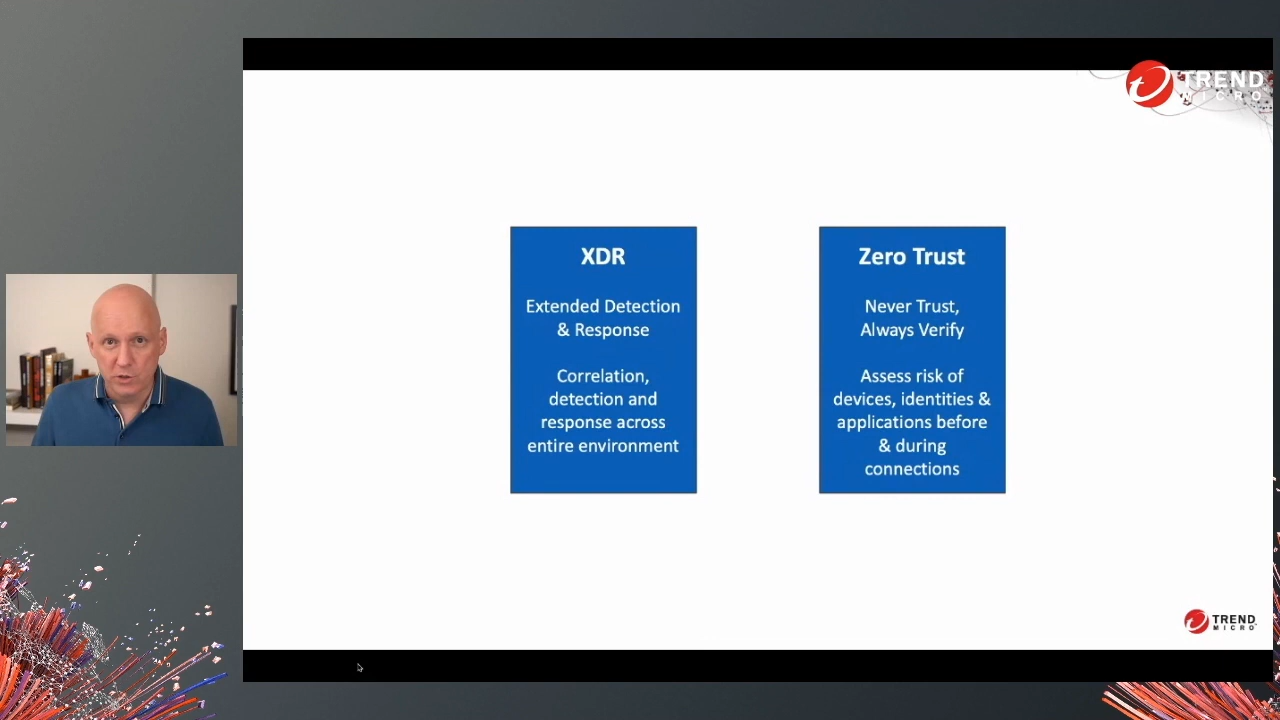 TREND
MICRO
XDR
Extended Detection
& Response
Correlation,
detection and
response across
entire environment
Zero Trust
Never Trust,
Always Verify
Assess risk of
devices, identities &
applications before
& during
connections
TREND
MICRO